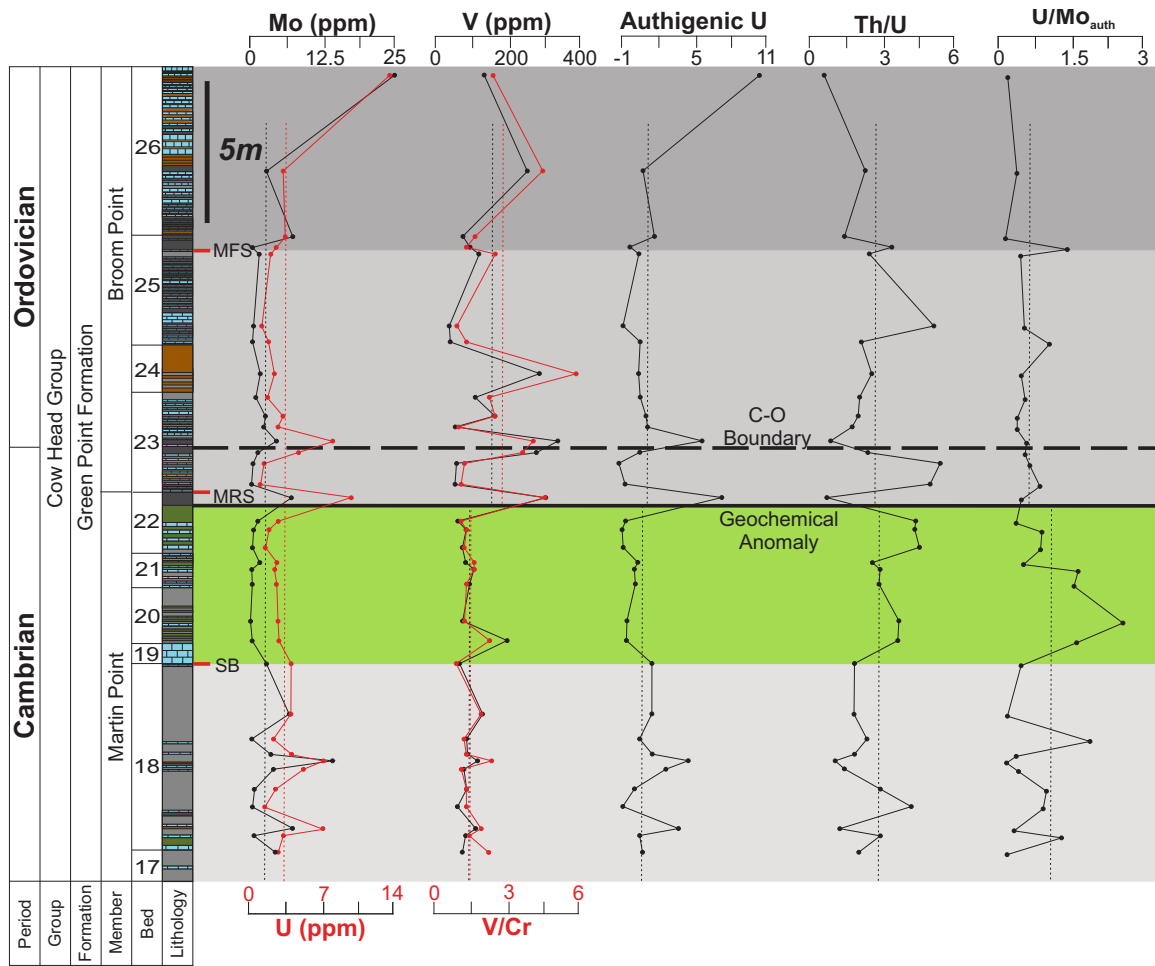 Mo (ppm) V (ppm) Authigenic U Th/U U/Moauth
0 12.5 25 0 200 400 -1 5 11 0 3 6 0 1.5 3
Ordovician
Cambrian
Cow Head Group
Green Point Formation
Broom Point
Martin Point
26
5m
MFS
25
24
C-O
Boundary
23
MRS
Geochemical
Anomaly
22
21
20
19
SB
18
17
0 7 14 0 3 6
U (ppm) V/Cr
Period
Group
Formation
Member
Bed
Lithology